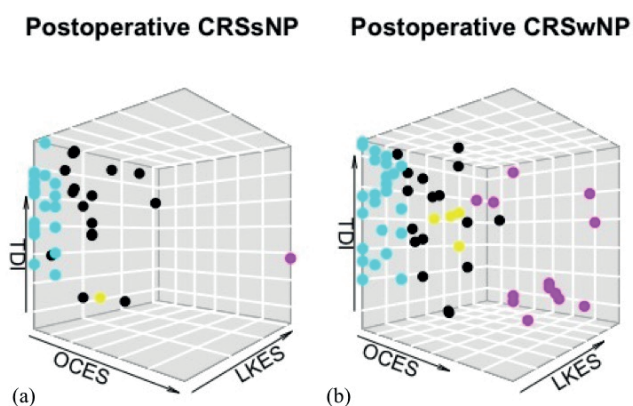 Postoperative CRSsNP
Postoperative CRSwNP
TDI
OCES
LKES
(a)
TDI
OCES
LKES
(b)